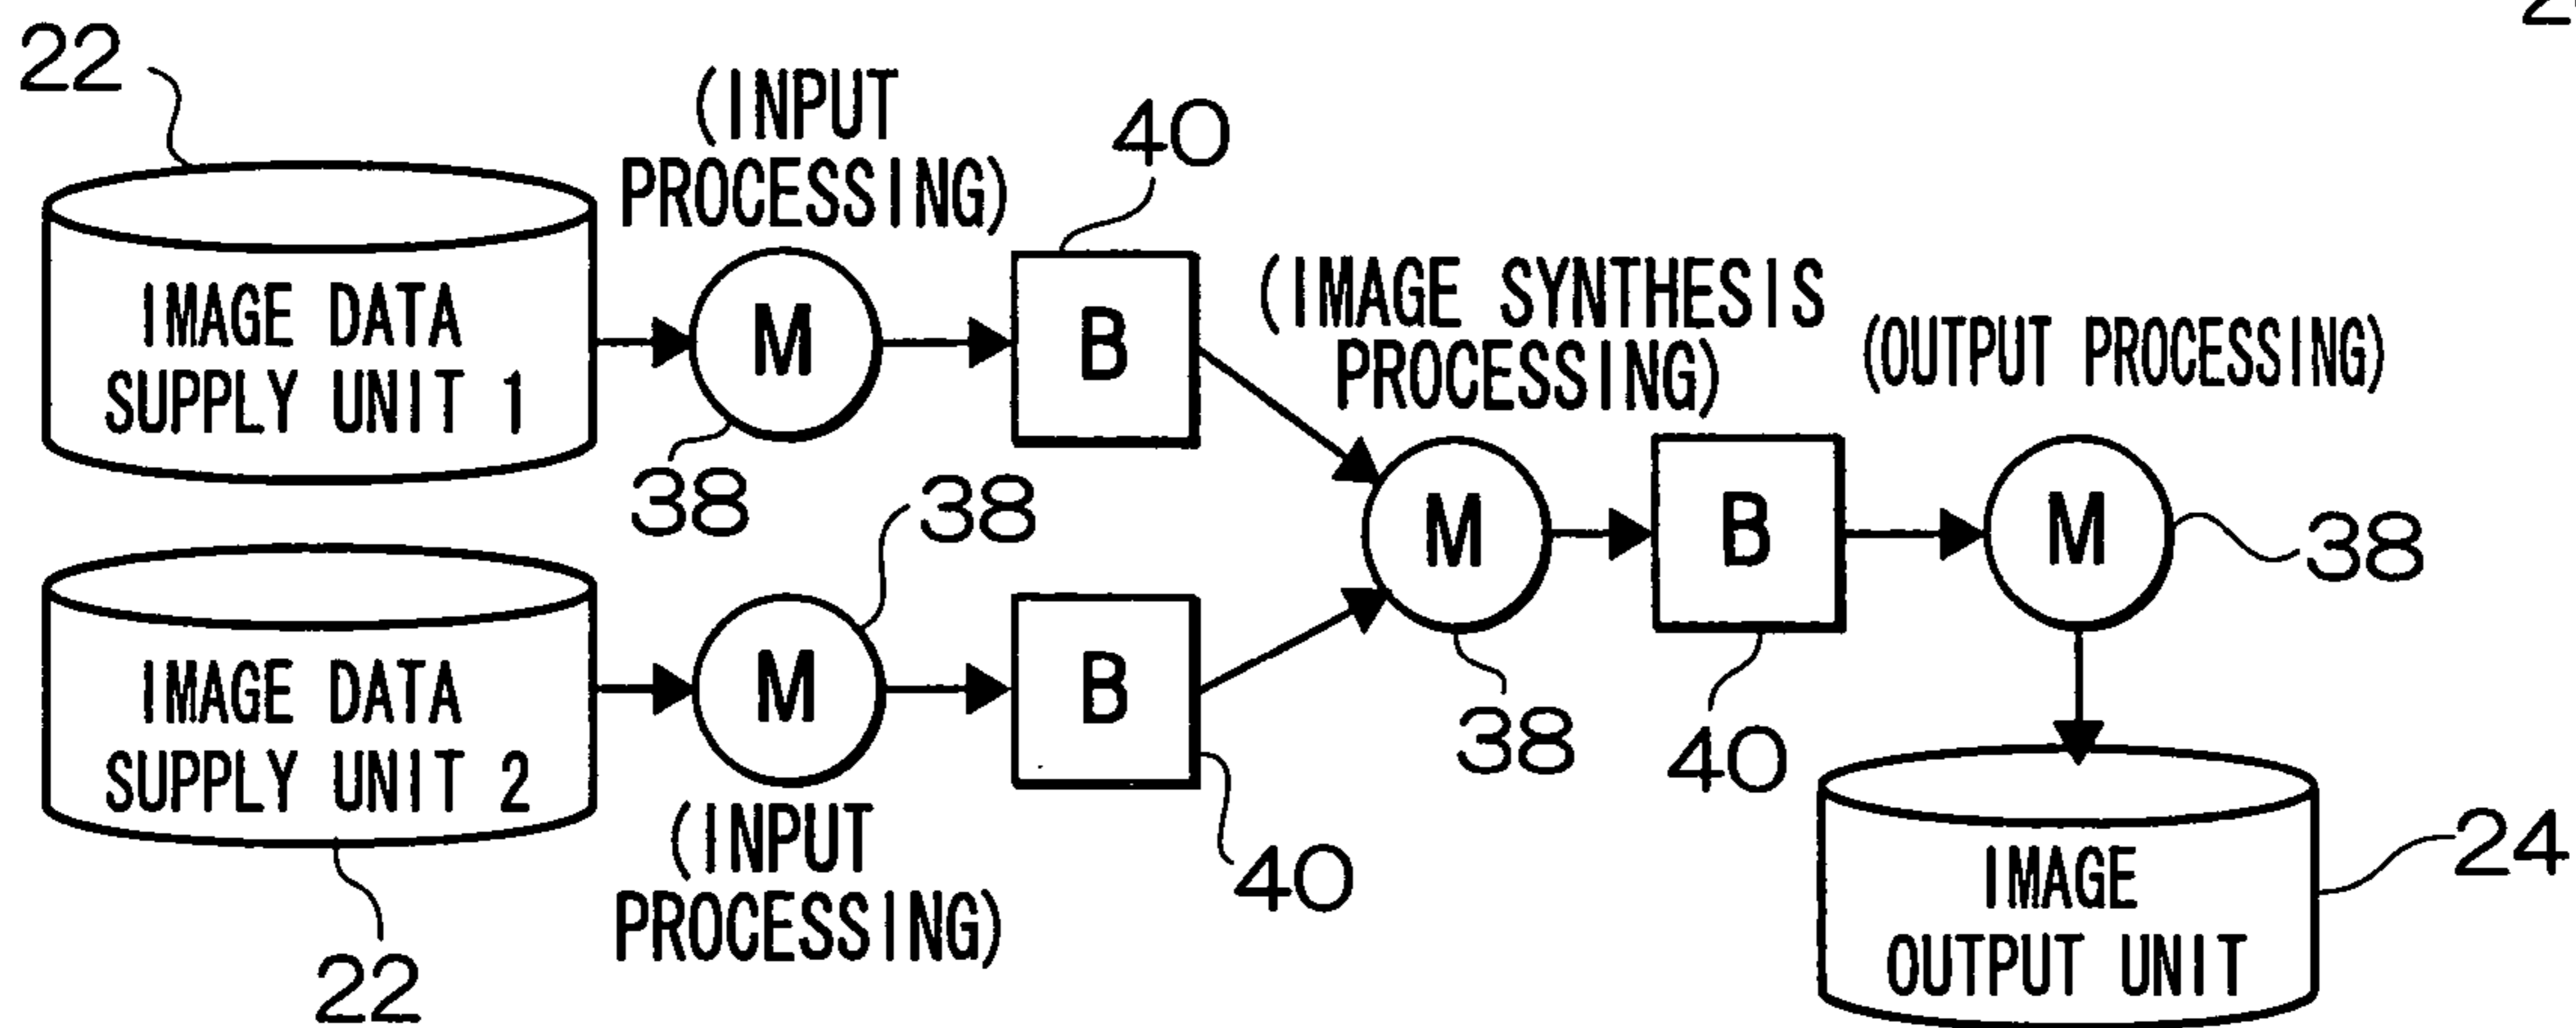 22
(INPUT
PROCESSING)
40
IMAGE DATA
SUPPLY UNIT 1
M
B
38
(IMAGE SYNTHESIS
PROCESSING)
(OUTPUT PROCESSING)
38
M
B
M
38
IMAGE DATA
SUPPLY UNIT 2
M
B
38
40
22
(INPUT
PROCESSING)
40
IMAGE
OUTPUT UNIT
24